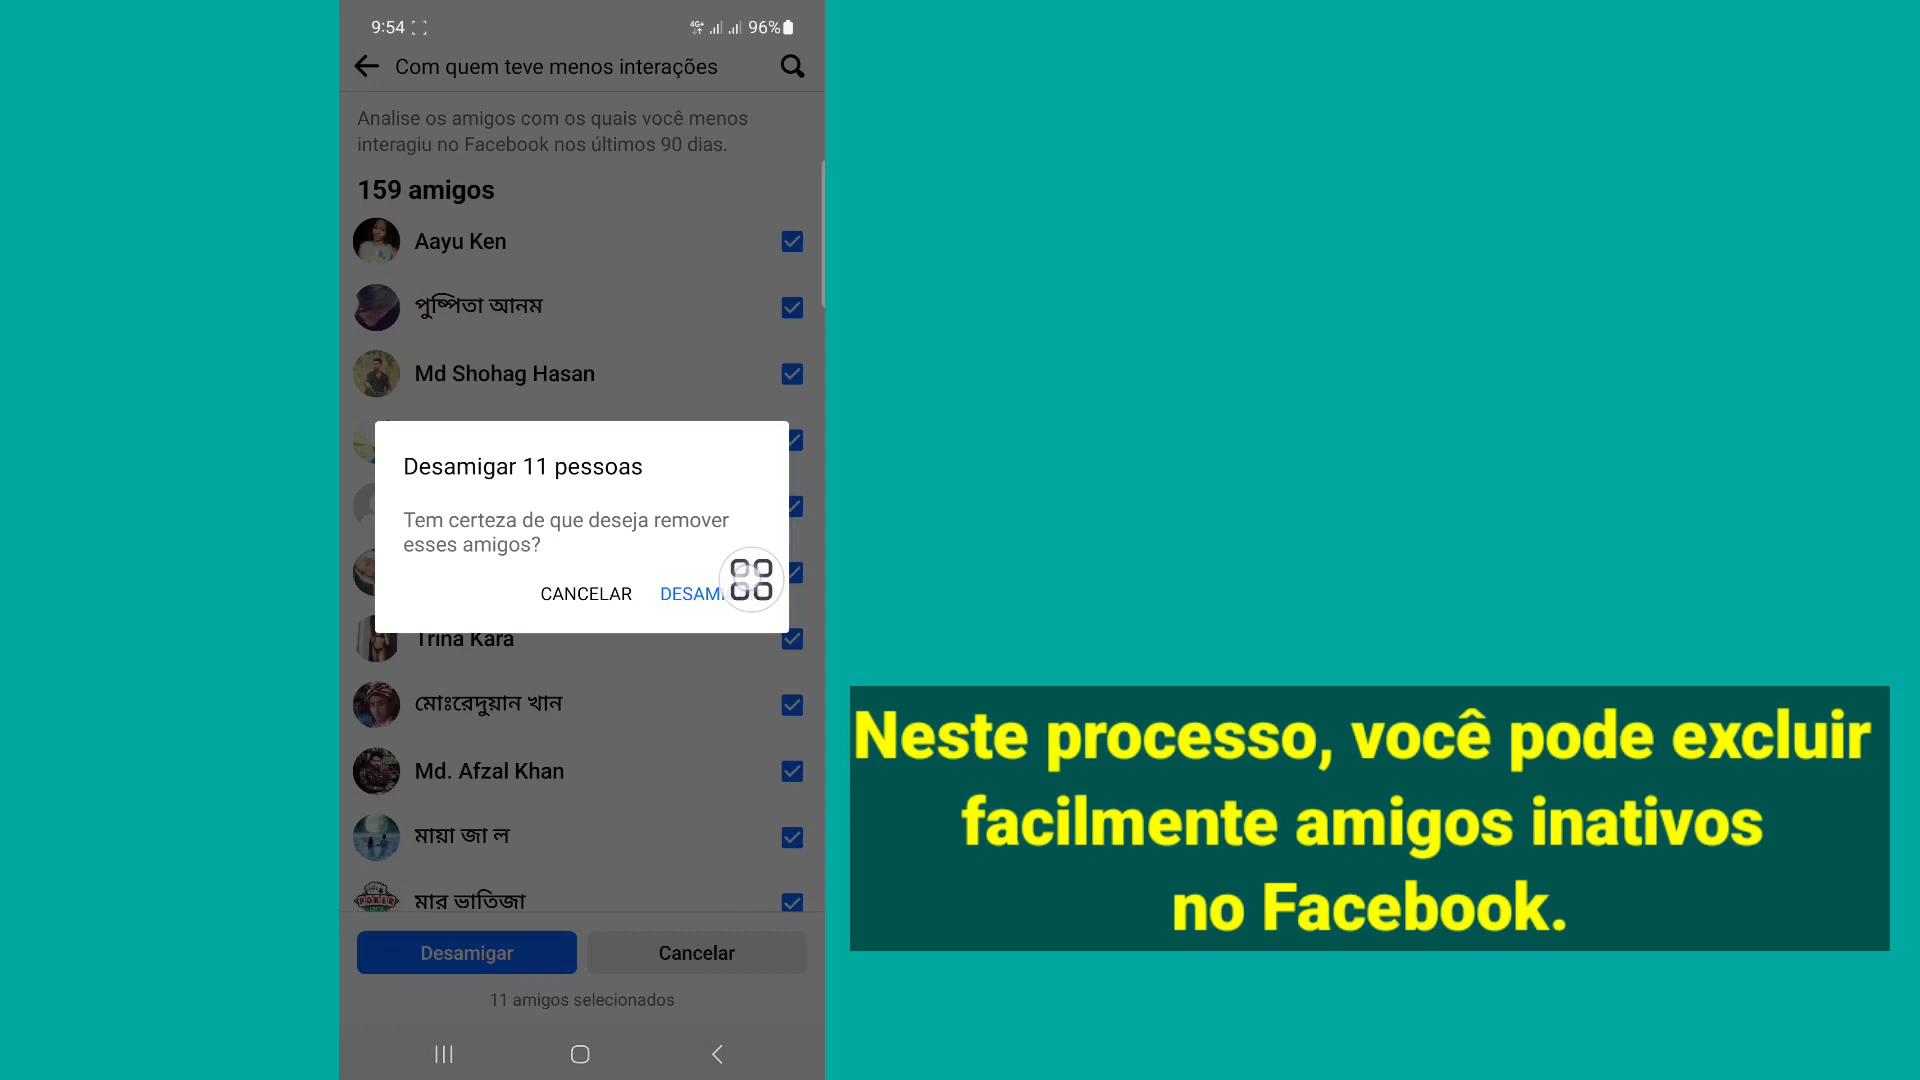 9:54
4G+ 96%
Com quem teve menos interações
Analise os amigos com os quais você menos
interagiu no Facebook nos últimos 90 dias.
159 amigos
Aayu Ken
পুষ্পিতা আনম
Md Shohag Hasan
Desamigar 11 pessoas
Tem certeza de que deseja remover
esses amigos?
CANCELAR
Trina Kara
মোঃরেদুয়ান খান
Md. Afzal Khan
মায়া জা ল
POKER
মার ভাতিজা
Desamigar Cancelar
11 amigos selecionados
Neste processo, você pode excluir
facilmente amigos inativos
no Facebook.